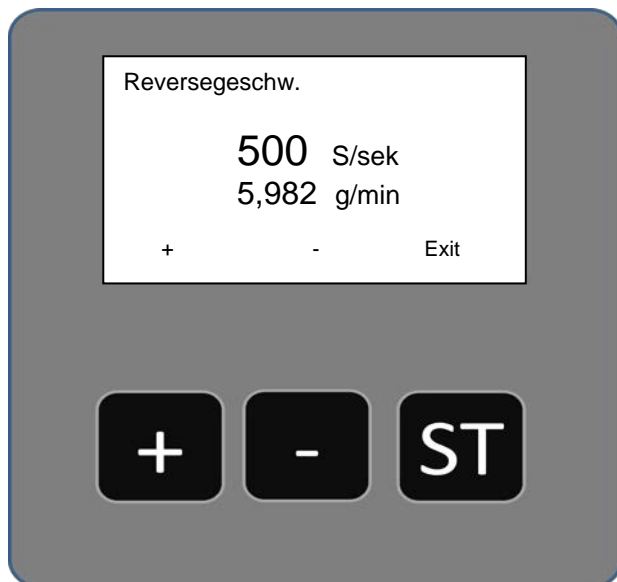 Reversegeschw.
500 S/sek
5,982 g/min
+ - Exit
+ - ST